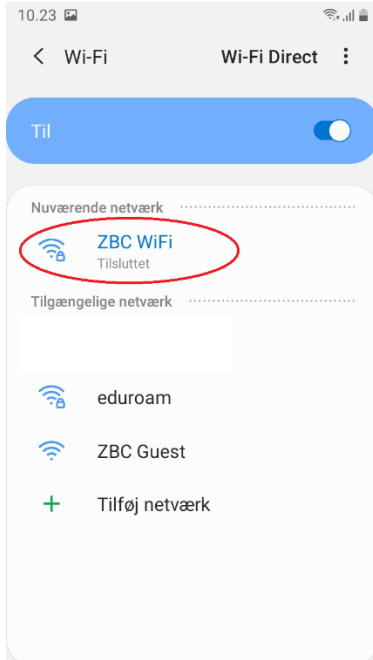 10.23
Wi-Fi Wi-Fi Direct
Til
Nuværende netværk
ZBC WiFi
Tilsluttet
Tilgængelige netværk
eduroam
ZBC Guest
Tilføj netværk